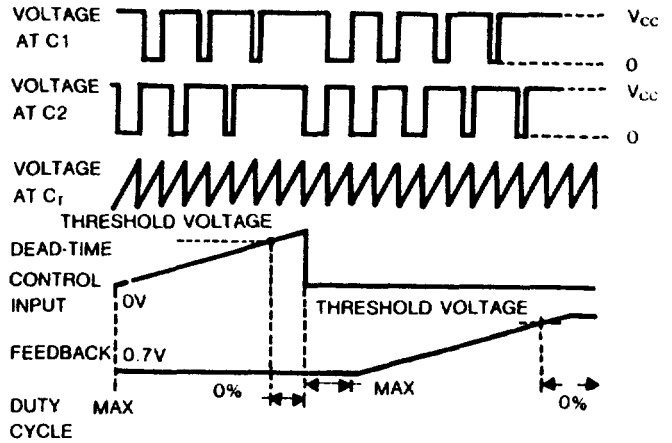 VOLTAGE
AT C1
VCC
0
VOLTAGE
AT C2
VCC
0
VOLTAGE
AT Cr
THRESHOLD VOLTAGE
DEAD-TIME
CONTROL
INPUT
0V
THRESHOLD VOLTAGE
FEEDBACK
0.7V
0%
MAX
0%
DUTY
CYCLE
MAX